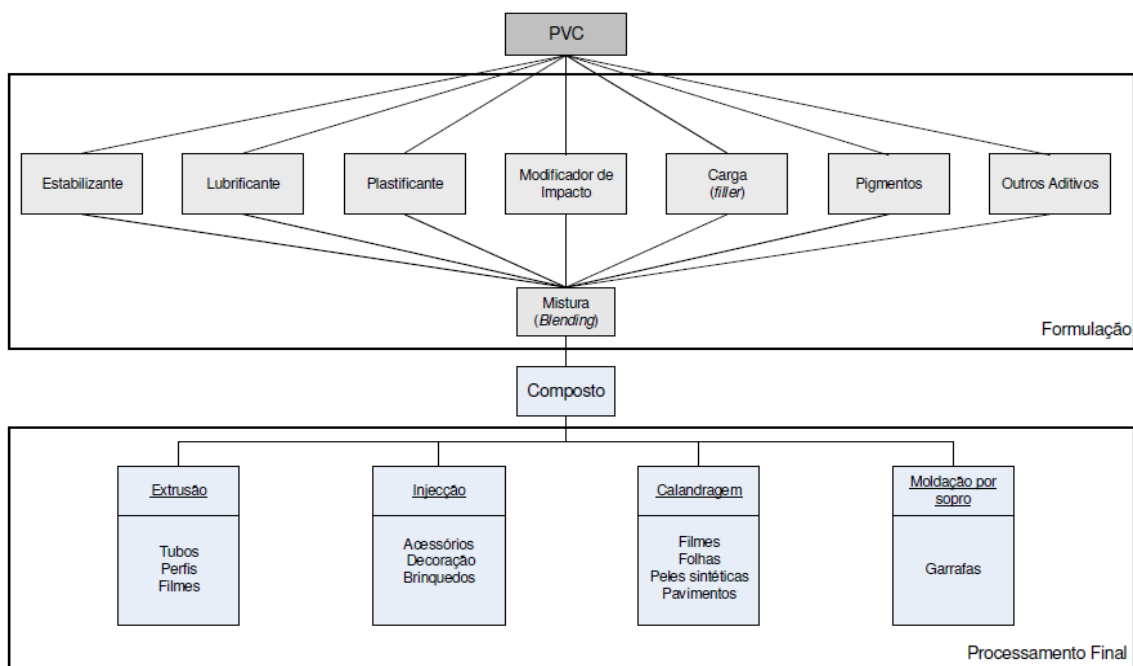 PVC
Estabilizante
Lubrificante
Plastificante
Modificador de
Impacto
Carga
(filler)
Pigmentos
Outros Aditivos
Mistura
(Blending)
Formulação
Composto
Extrusão
Tubos
Perfis
Filmes
Injecção
Acessórios
Decoração
Brinquedos
Calandragem
Filmes
Folhas
Peles sintéticas
Pavimentos
Moldação por
sopro
Garrafas
Processamento Final